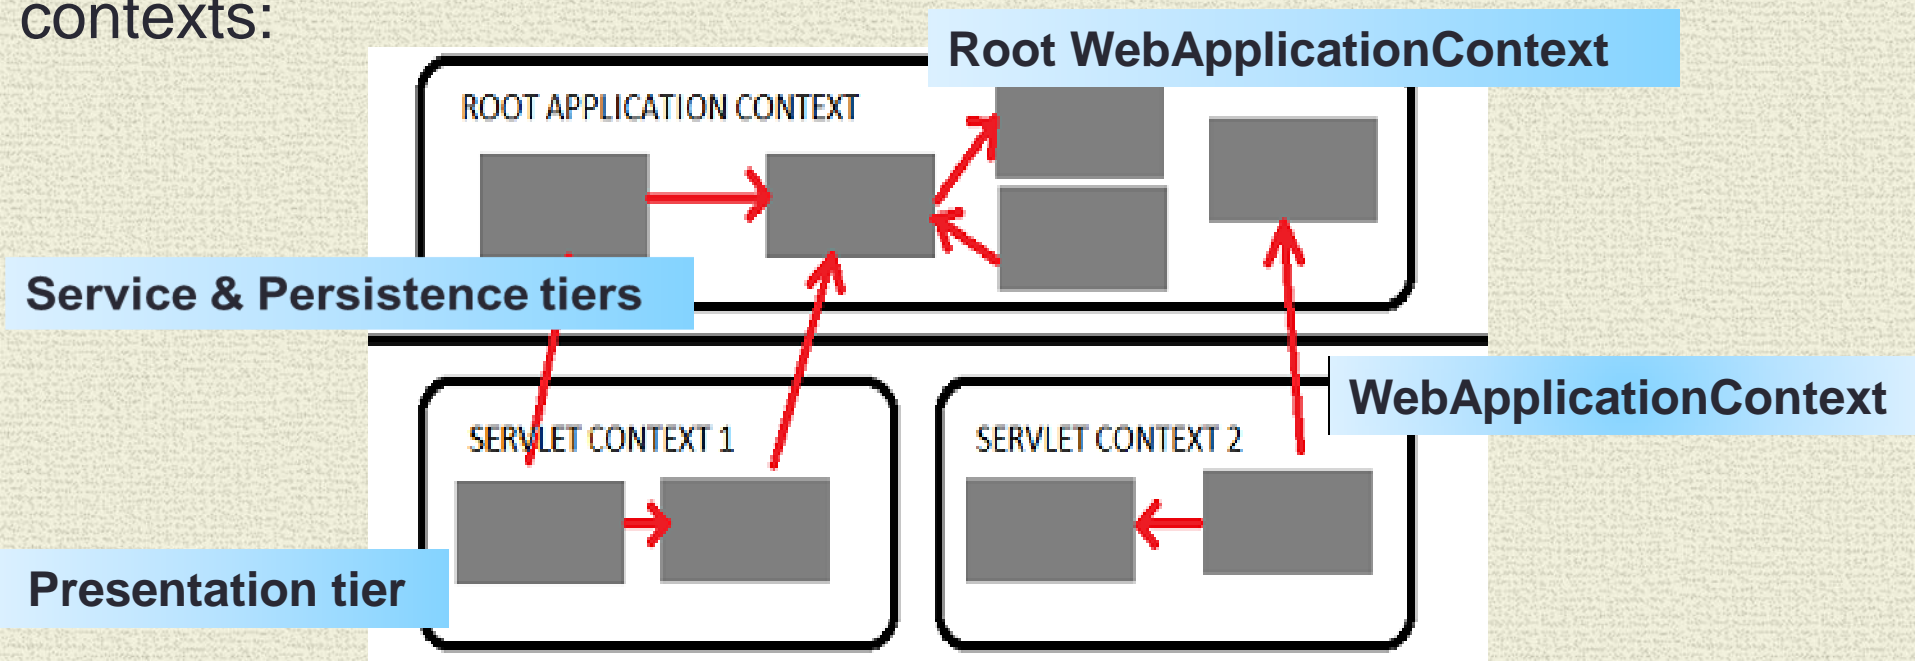 contexts:
Root WebApplicationContext
ROOT APPLICATION CONTEXT
Service & Persistence tiers
WebApplicationContext
SERVLET CONTEXT 1
SERVLET CONTEXT 2
Presentation tier